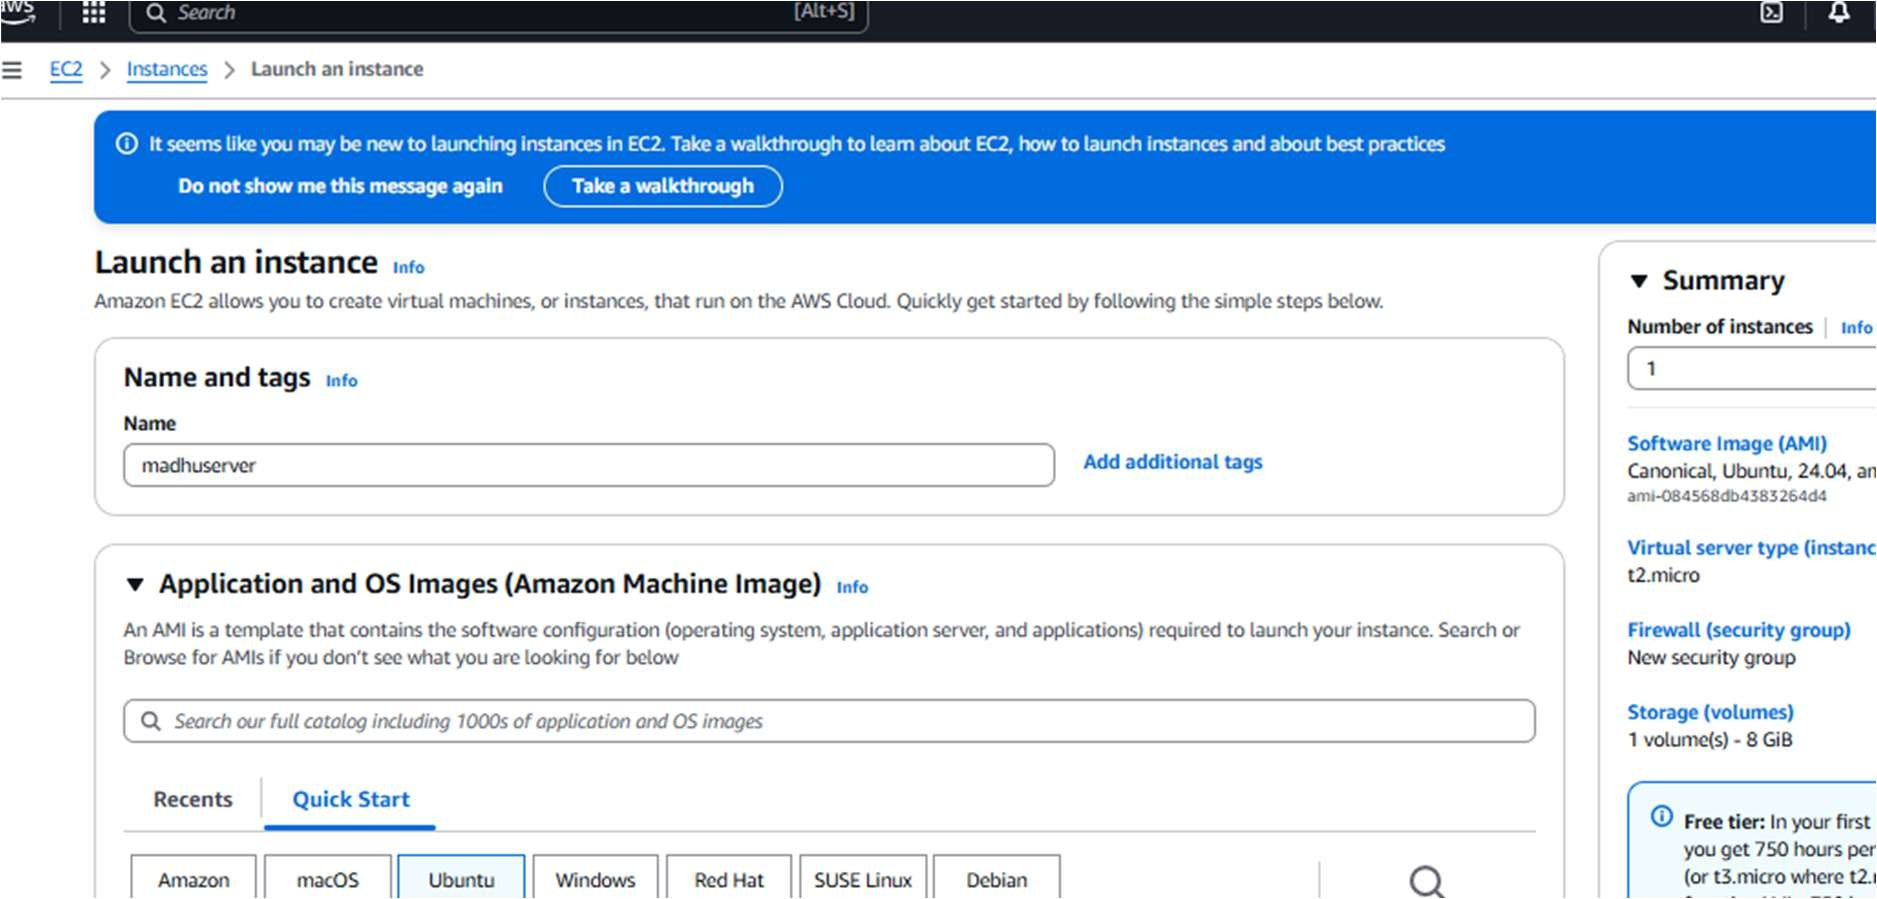 aws
Search [Alt+S]
EC2 > Instances > Launch an instance
It seems like you may be new to launching instances in EC2. Take a walkthrough to learn about EC2, how to launch instances and about best practices
Do not show me this message again Take a walkthrough
Launch an instance Info
Amazon EC2 allows you to create virtual machines, or instances, that run on the AWS Cloud. Quickly get started by following the simple steps below.
Name and tags Info
Name
madhuserver
Add additional tags
Application and OS Images (Amazon Machine Image) Info
An AMI is a template that contains the software configuration (operating system, application server, and applications) required to launch your instance. Search or
Browse for AMIs if you don't see what you are looking for below
Search our full catalog including 1000s of application and OS images
Recents Quick Start
Amazon macOS Ubuntu Windows Red Hat SUSE Linux Debian
Summary
Number of instances Info
1
Software Image (AMI)
Canonical, Ubuntu, 24.04, am
ami-084568db4383264d4
Virtual server type (instanc
t2.micro
Firewall (security group)
New security group
Storage (volumes)
1 volume(s) - 8 GiB
Free tier: In your first
you get 750 hours per
(or t3.micro where t2.